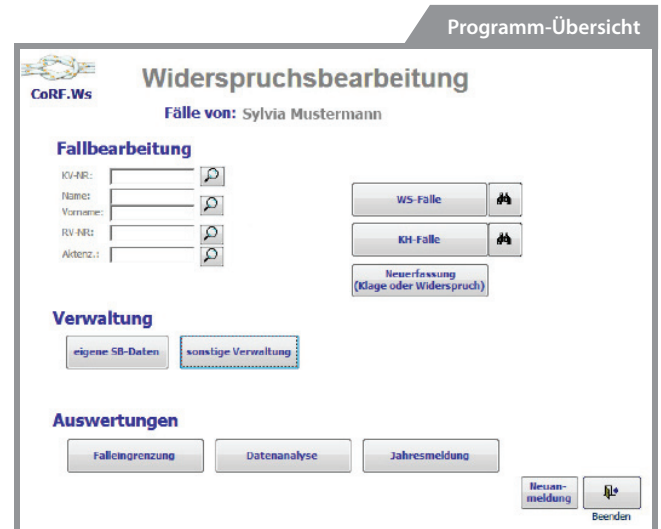 Programm-Übersicht
CoRF.Ws
Widerspruchsbearbeitung
Fälle von: Sylvia Mustermann
Fallbearbeitung
KV-NR.:
Name:
Vorname:
RV-NR:
Aktenz.:
WS-Fälle
KH-Fälle
Neuerfassung
(Klage oder Widerspruch)
Verwaltung
eigene SB-Daten
sonstige Verwaltung
Auswertungen
Falleingrenzung
Datenanalyse
Jahresmeldung
Neuan-
meldung
Beenden